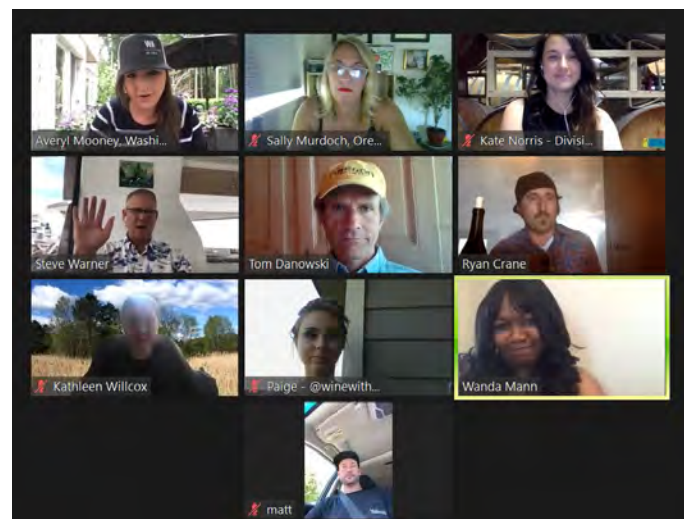 Averyl Mooney, Washi...
Sally Murdoch, Ore...
Kate Norris - Divisi...
Steve Warner
Tom Danowski
Ryan Crane
Kathleen Willcox
Paige - @winewith...
Wanda Mann
matt